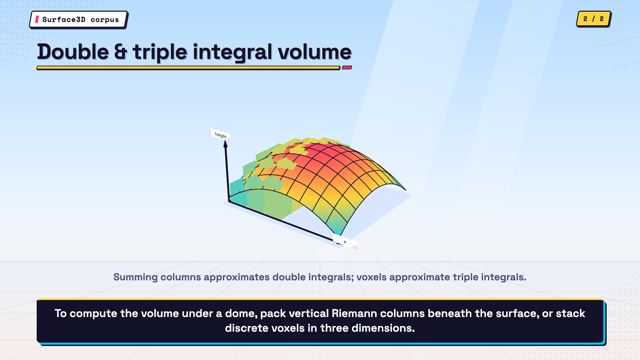 Surface3D corpus
2 / 2
Double & triple integral volume
height
x
Summing columns approximates double integrals; voxels approximate triple integrals.
To compute the volume under a dome, pack vertical Riemann columns beneath the surface, or stack
discrete voxels in three dimensions.